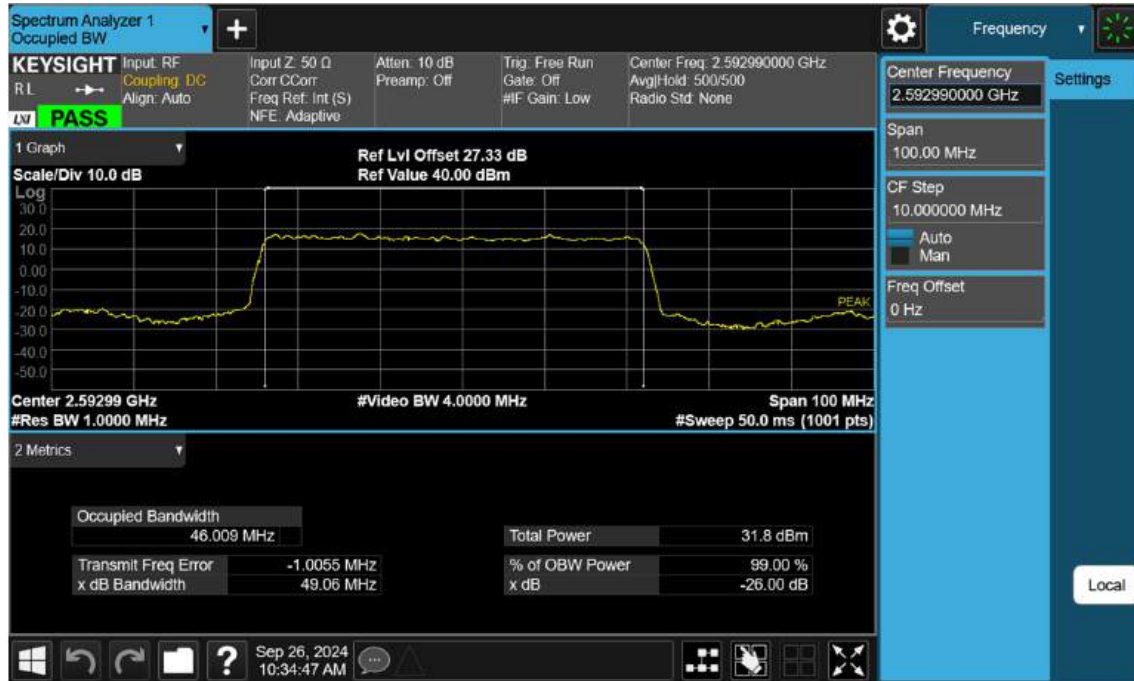 Spectrum Analyzer 1
Occupied BW
+
Frequency
KEYSIGHT
R L
LXI
PASS
Input: RF
Coupling: DC
Align: Auto
Input Z: 50 Ω
Corr CCorr
Freq Ref: Int (S)
NFE: Adaptive
Atten: 10 dB
Preamp: Off
Trig: Free Run
Gate: Off
#IF Gain: Low
Center Freq: 2.592990000 GHz
Avg|Hold: 500/500
Radio Std: None
1 Graph
Scale/Div 10.0 dB
Ref Lvl Offset 27.33 dB
Ref Value 40.00 dBm
Log
30.0
20.0
10.0
0.00
-10.0
-20.0
-30.0
-40.0
-50.0
PEAK
Center 2.59299 GHz
#Video BW 4.0000 MHz
Span 100 MHz
#Res BW 1.0000 MHz
#Sweep 50.0 ms (1001 pts)
2 Metrics
Occupied Bandwidth
46.009 MHz
Total Power 31.8 dBm
Transmit Freq Error -1.0055 MHz
% of OBW Power 99.00 %
x dB Bandwidth 49.06 MHz
x dB -26.00 dB
Center Frequency
2.592990000 GHz
Settings
Span
100.00 MHz
CF Step
10.000000 MHz
Auto
Man
Freq Offset
0 Hz
Local
?
Sep 26, 2024
10:34:47 AM